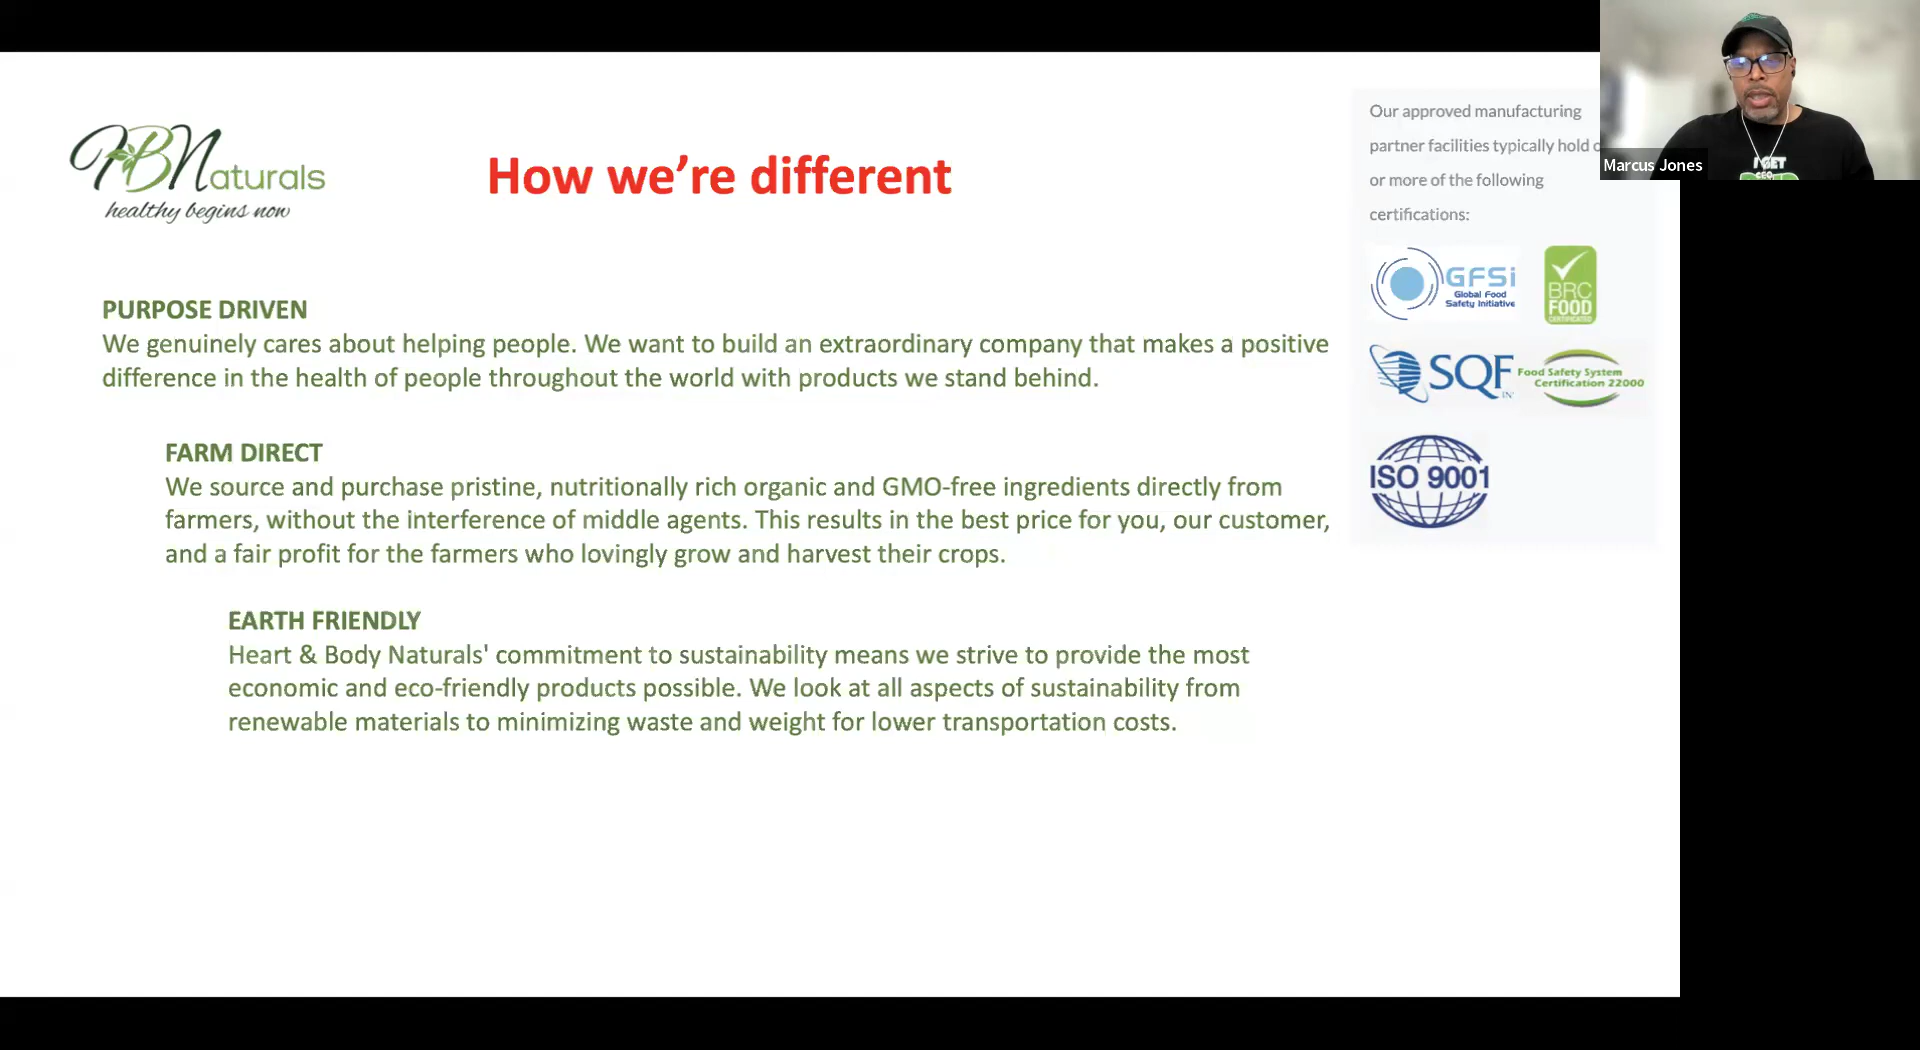 HBNaturals
healthy begins now
How we're different
PURPOSE DRIVEN
We genuinely cares about helping people. We want to build an extraordinary company that makes a positive
difference in the health of people throughout the world with products we stand behind.
FARM DIRECT
We source and purchase pristine, nutritionally rich organic and GMO-free ingredients directly from
farmers, without the interference of middle agents. This results in the best price for you, our customer,
and a fair profit for the farmers who lovingly grow and harvest their crops.
EARTH FRIENDLY
Heart & Body Naturals' commitment to sustainability means we strive to provide the most
economic and eco-friendly products possible. We look at all aspects of sustainability from
renewable materials to minimizing waste and weight for lower transportation costs.
Our approved manufacturing
partner facilities typically hold
or more of the following
certifications:
GFSi
Global Food
Safety Initiative
BRC
FOOD
CERTIFICATED
SQF
Food Safety System
Certification 22000
ISO 9001
Marcus Jones
I GET
CEO